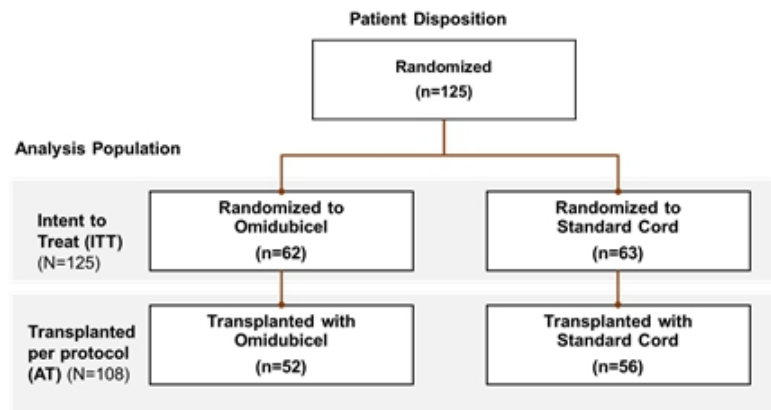 Patient Disposition
Randomized
(n=125)
Analysis Population
Intent to
Treat (ITT)
(N=125)
Randomized to
Omidubicel
(n=62)
Randomized to
Standard Cord
(n=63)
Transplanted
per protocol
(AT) (N=108)
Transplanted with
Omidubicel
(n=52)
Transplanted with
Standard Cord
(n=56)